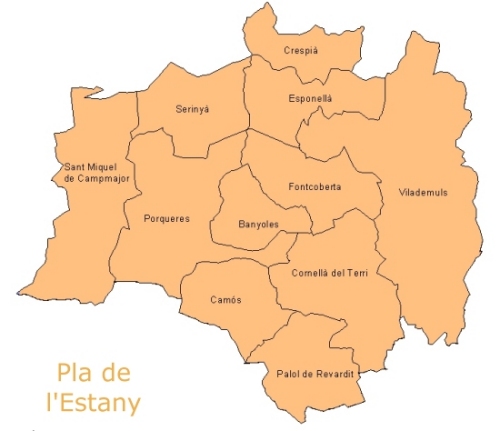 Crespià
Esponellà
Serinyà
Sant Miquel
de Campmajor
Fontcoberta
Vilademuls
Porqueres
Banyoles
Cornellà del Terri
Camós
Palol de Revardit
Pla de
l'Estany